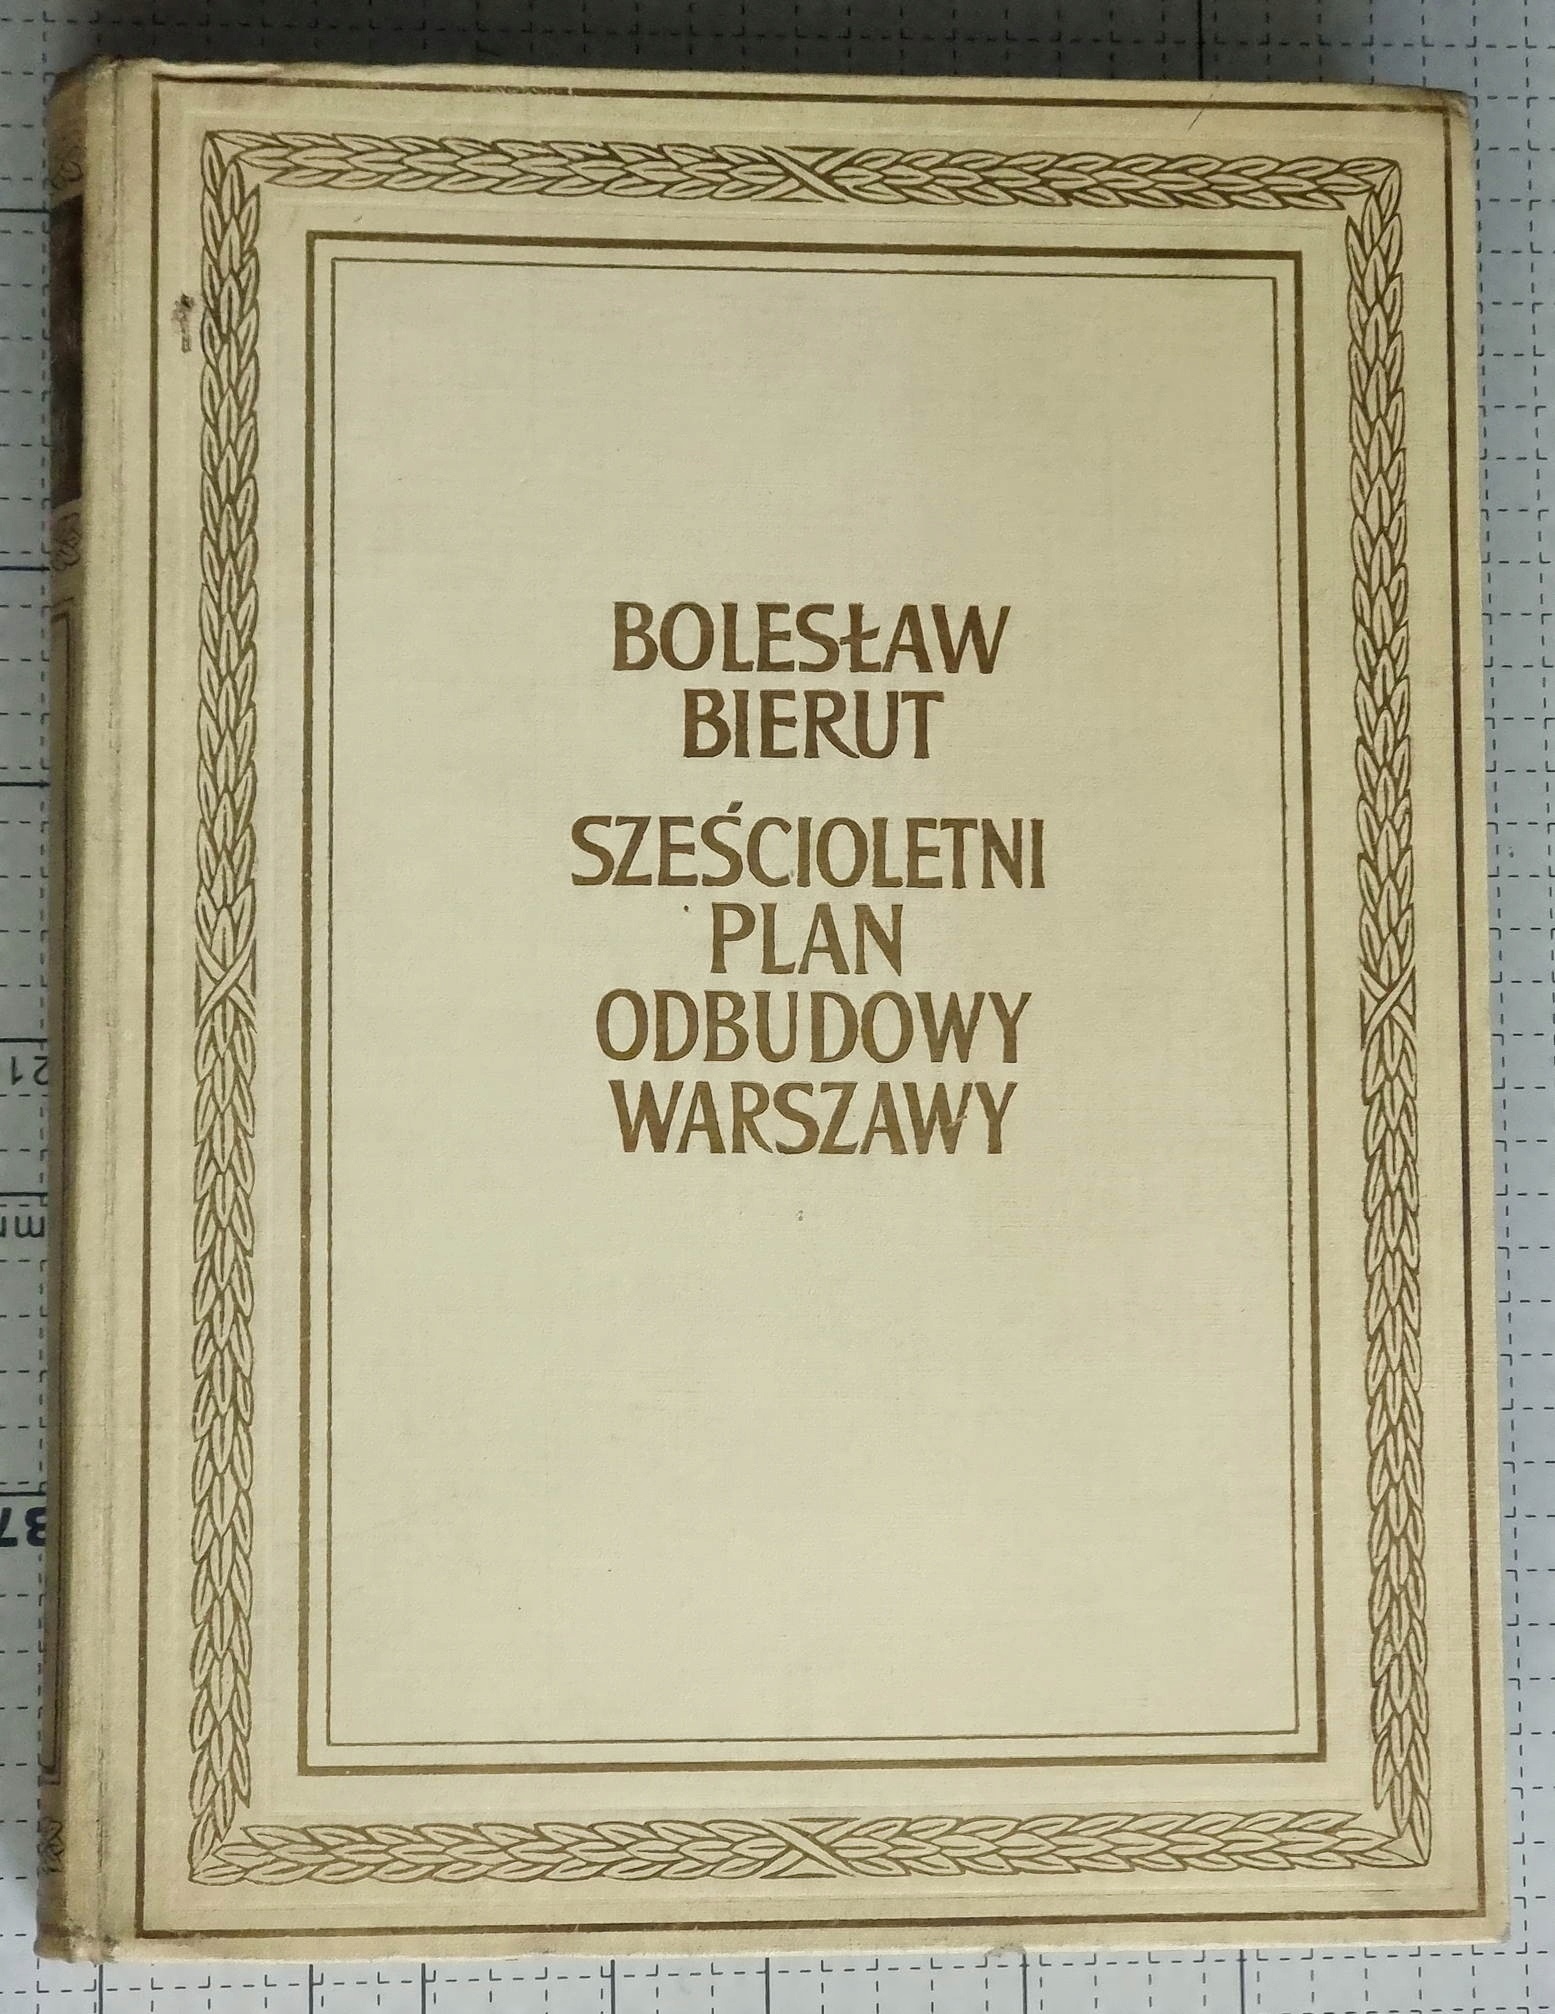 BOLESŁAW
BIERUT
SZEŚCIOLETNI
PLAN
ODBUDOWY
WARSZAWY